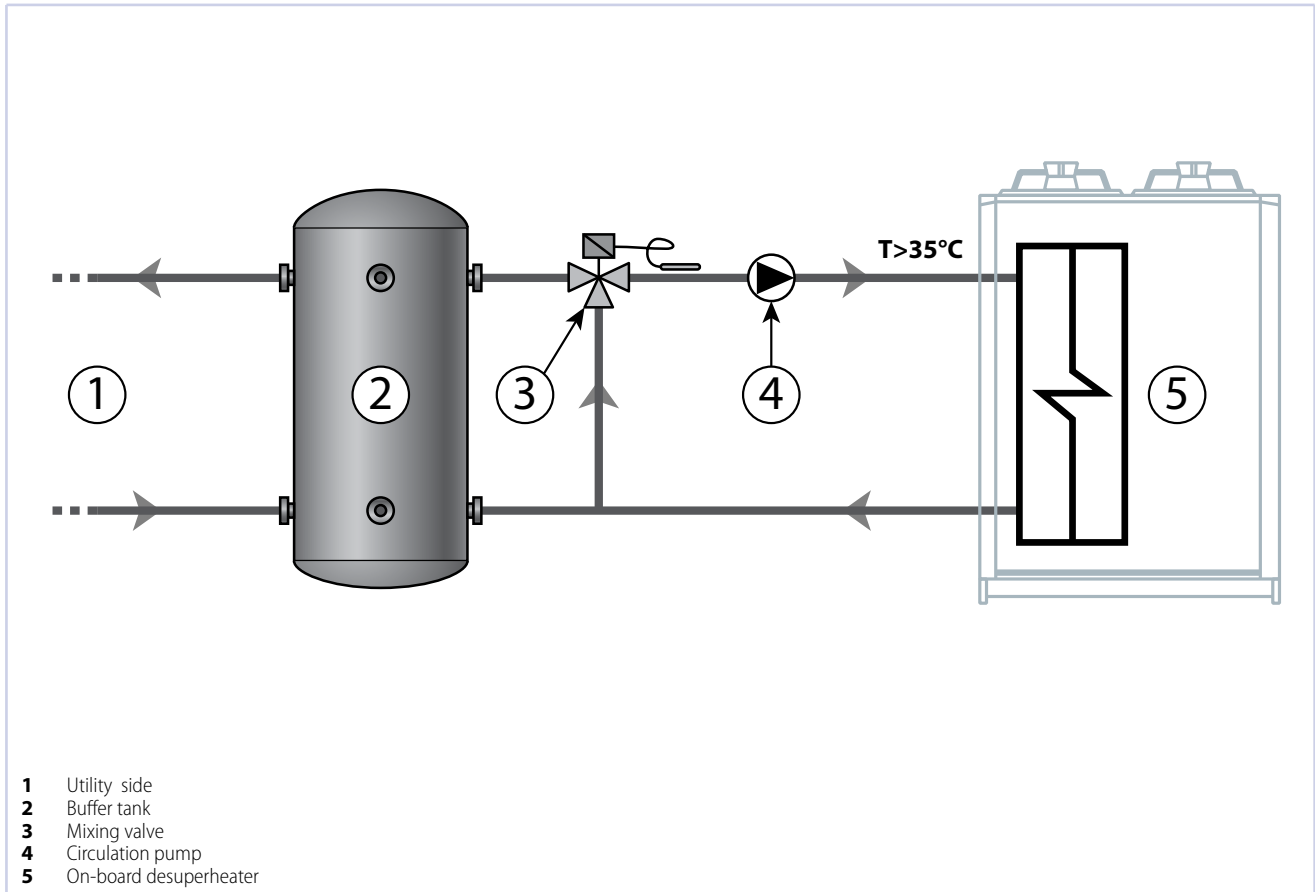 T>35°C
1
2
3
4
5
1 Utility side
2 Buffer tank
3 Mixing valve
4 Circulation pump
5 On-board desuperheater